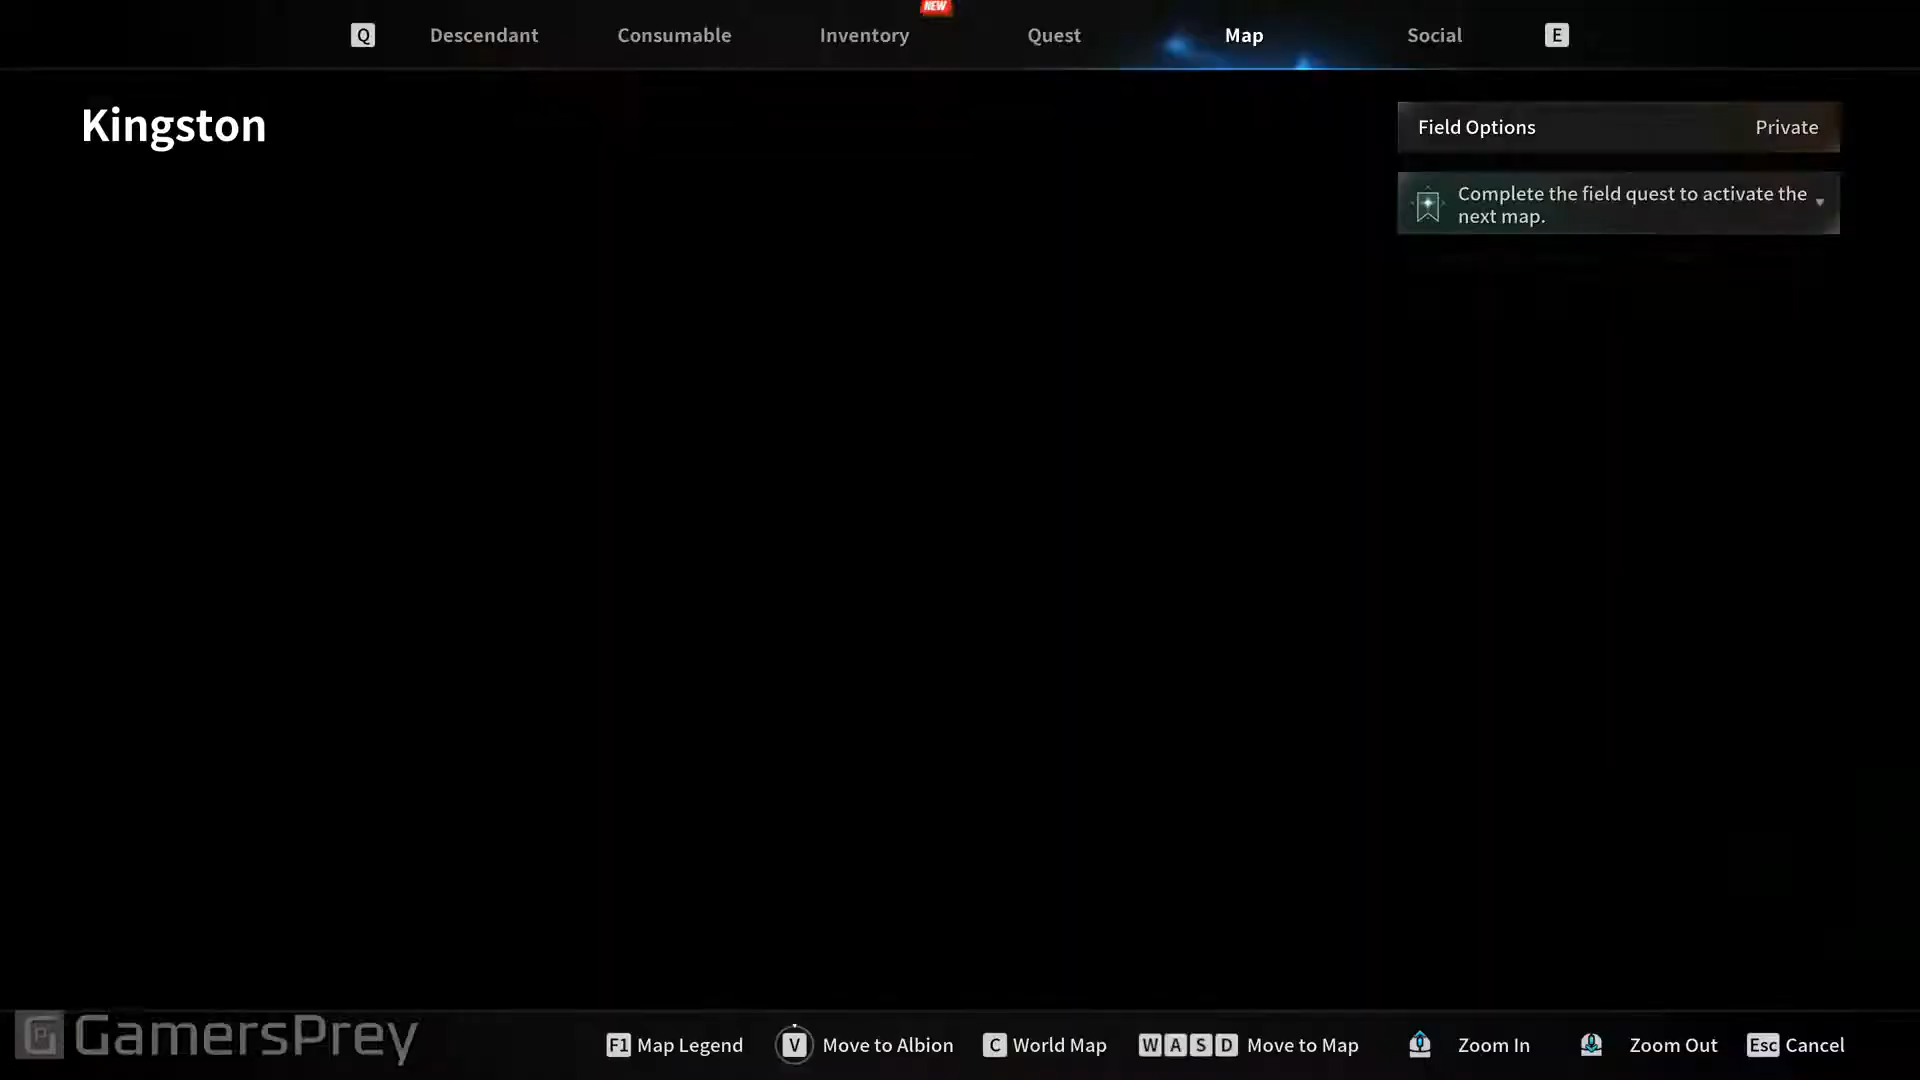 NEW
Q Descendant Consumable Inventory Quest Map Social E
Kingston
Field Options Private
Complete the field quest to activate the
next map.
GamersPrey
F1 Map Legend V Move to Albion C World Map W A S D Move to Map Zoom In Zoom Out Esc Cancel